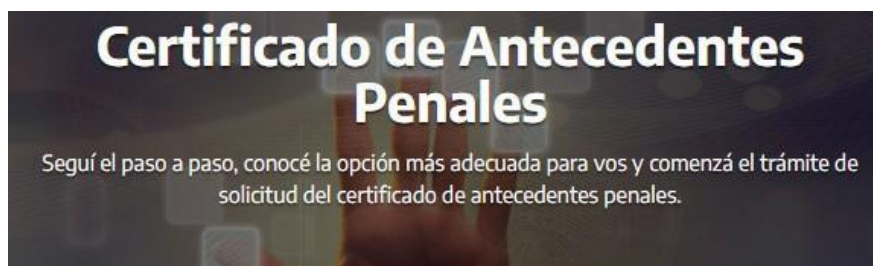 Certificado de Antecedentes
Penales
Seguí el paso a paso, conocé la opción más adecuada para vos y comenzá el trámite de
solicitud del certificado de antecedentes penales.